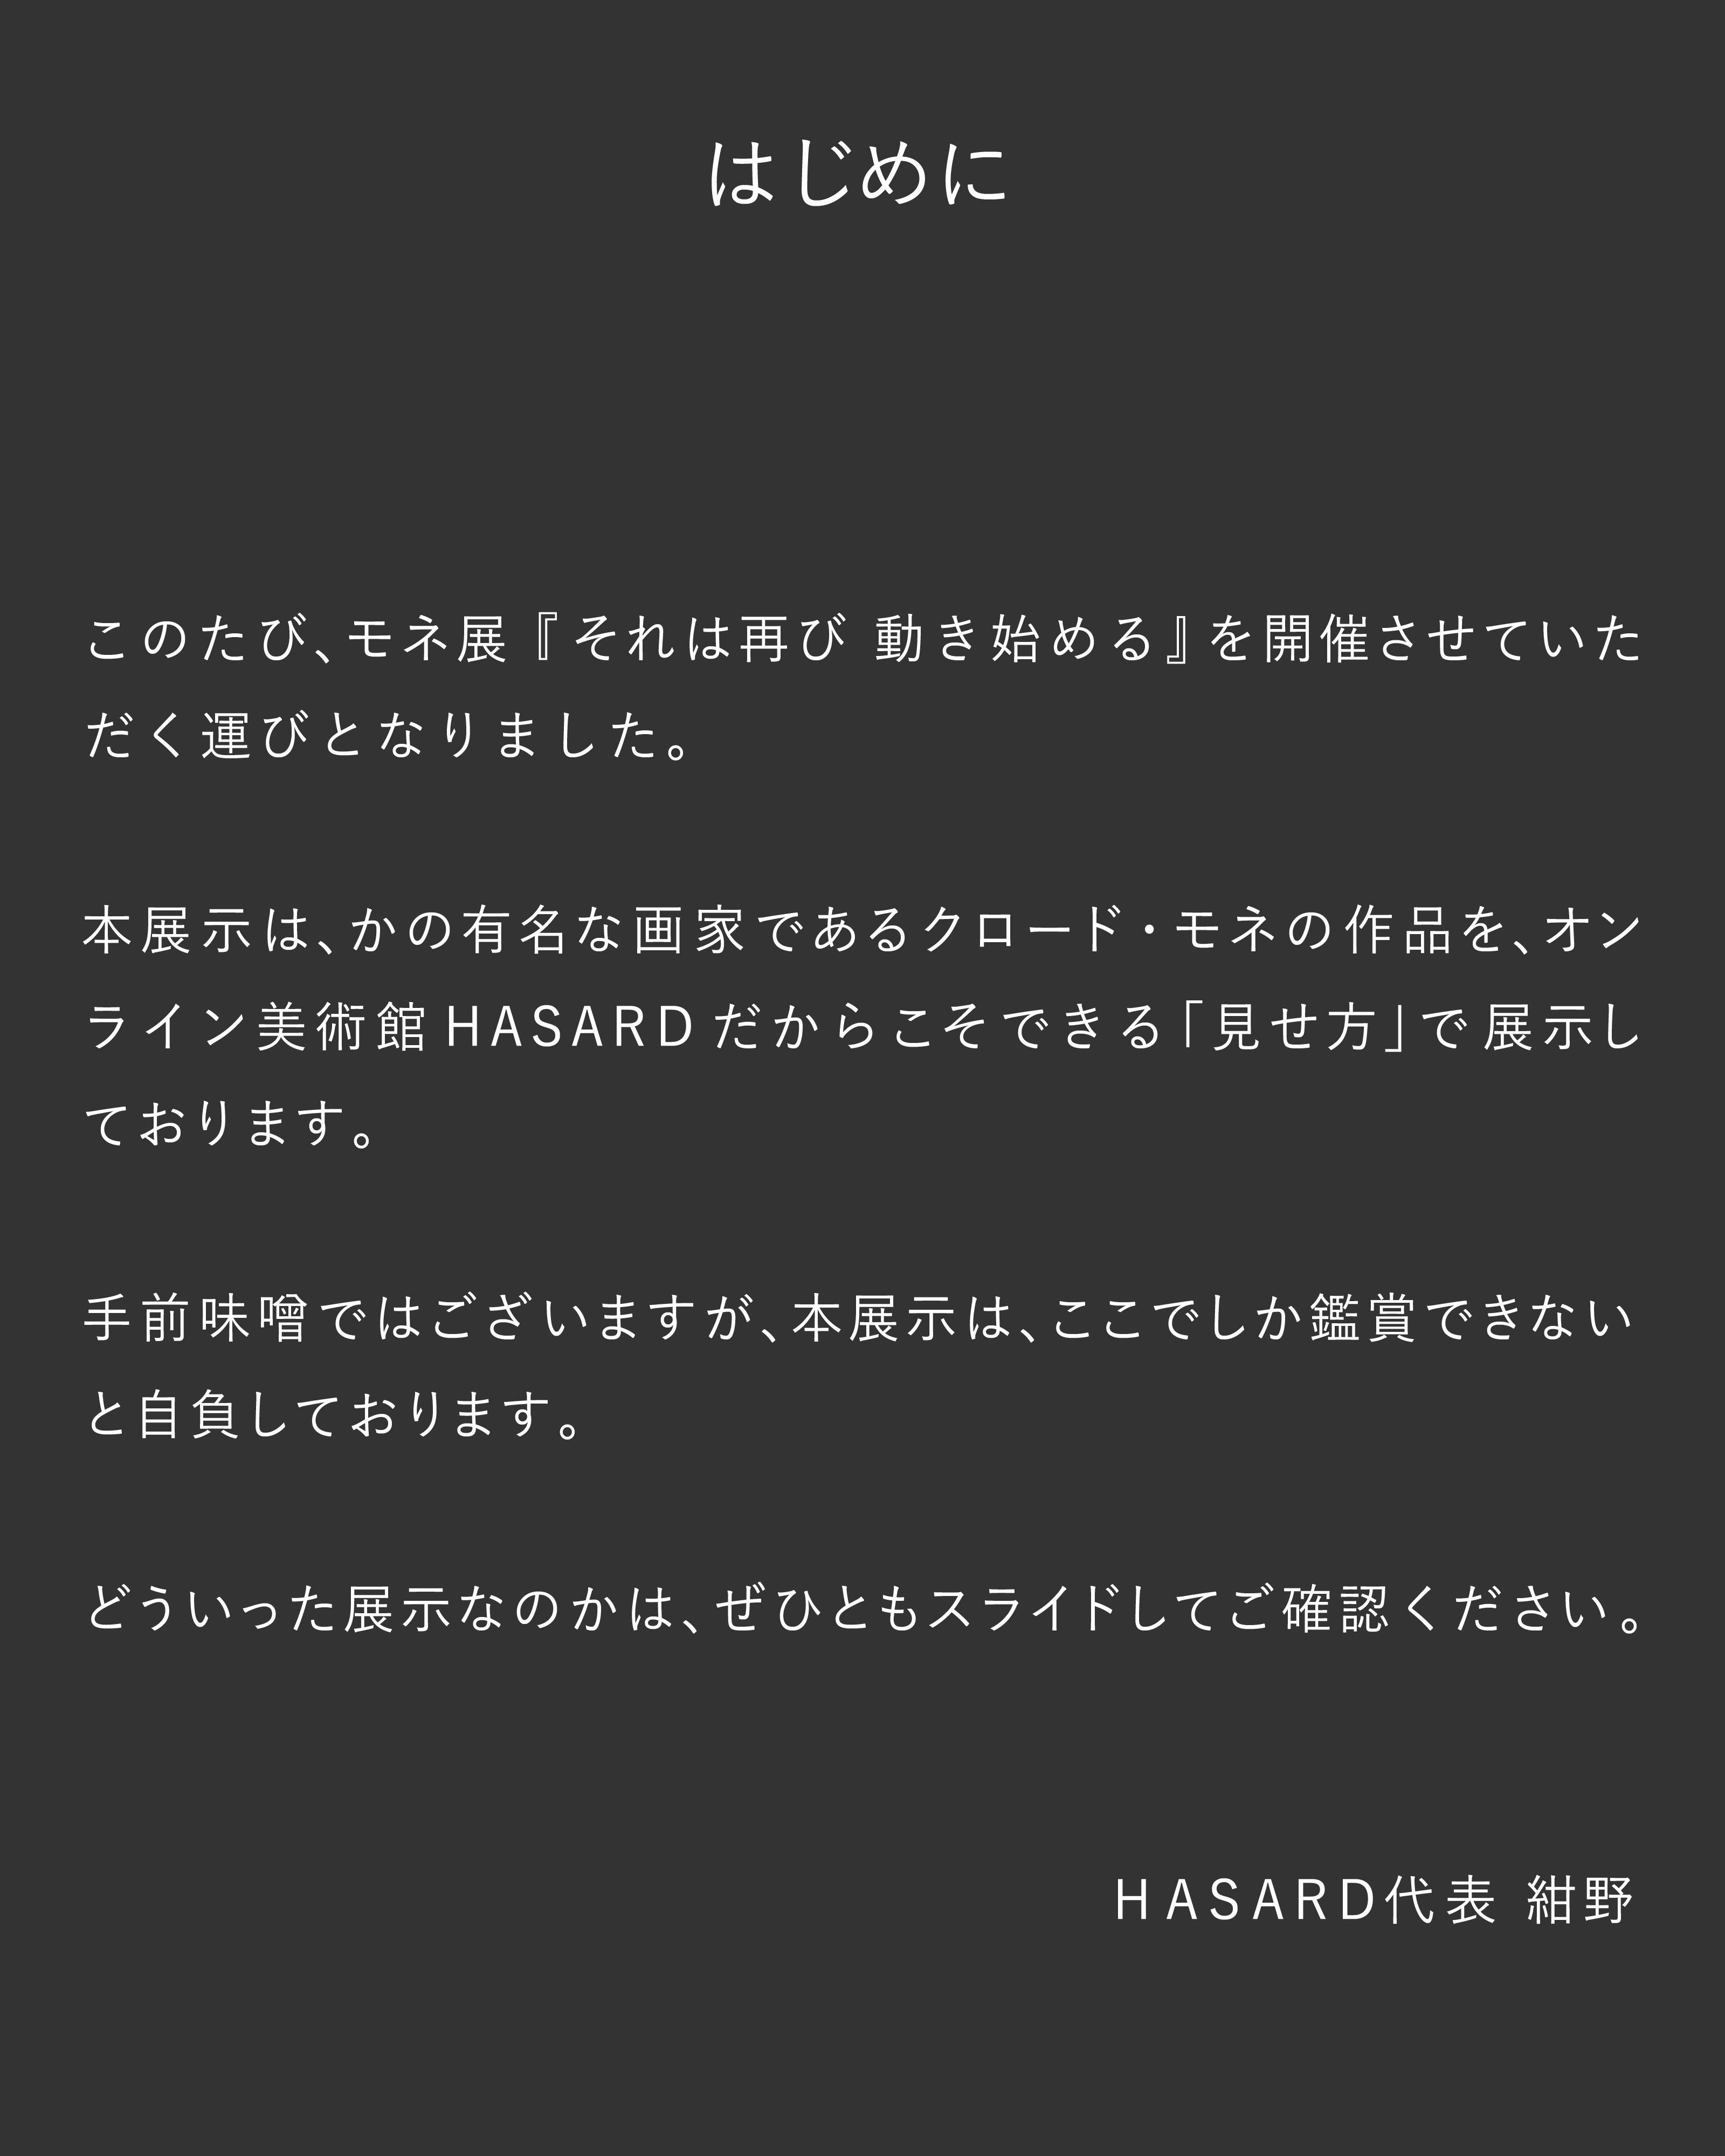 はじめに
このたび、モネ展『それは再び 動き始める』を開催させていた
だく運びとなりました。
本展示は、かの有名な画家であるクロード・モネの作品を、オン
ライン美術館 HASARD だからこそできる「見せ方」で展示し
ております。
手前味噌ではございますが、本展示は、ここでしか鑑賞できない
と自負しております。
どういった展示なのかは、ぜひともスライドしてご確認ください。
HASARD代表 紺野